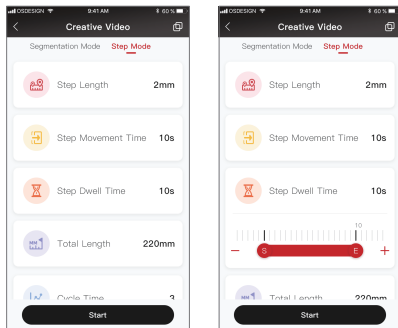 OSDESIGN 9:41 AM 60 %
Creative Video
Segmentation Mode Step Mode
Step Length 2mm
Step Movement Time 10s
Step Dwell Time 10s
MM Total Length 220mm
Cycle Time 3
Start
OSDESIGN 9:41 AM 60 %
Creative Video
Segmentation Mode Step Mode
Step Length 2mm
Step Movement Time 10s
Step Dwell Time 10s
10
− S E +
MM Total Length 220mm
Start